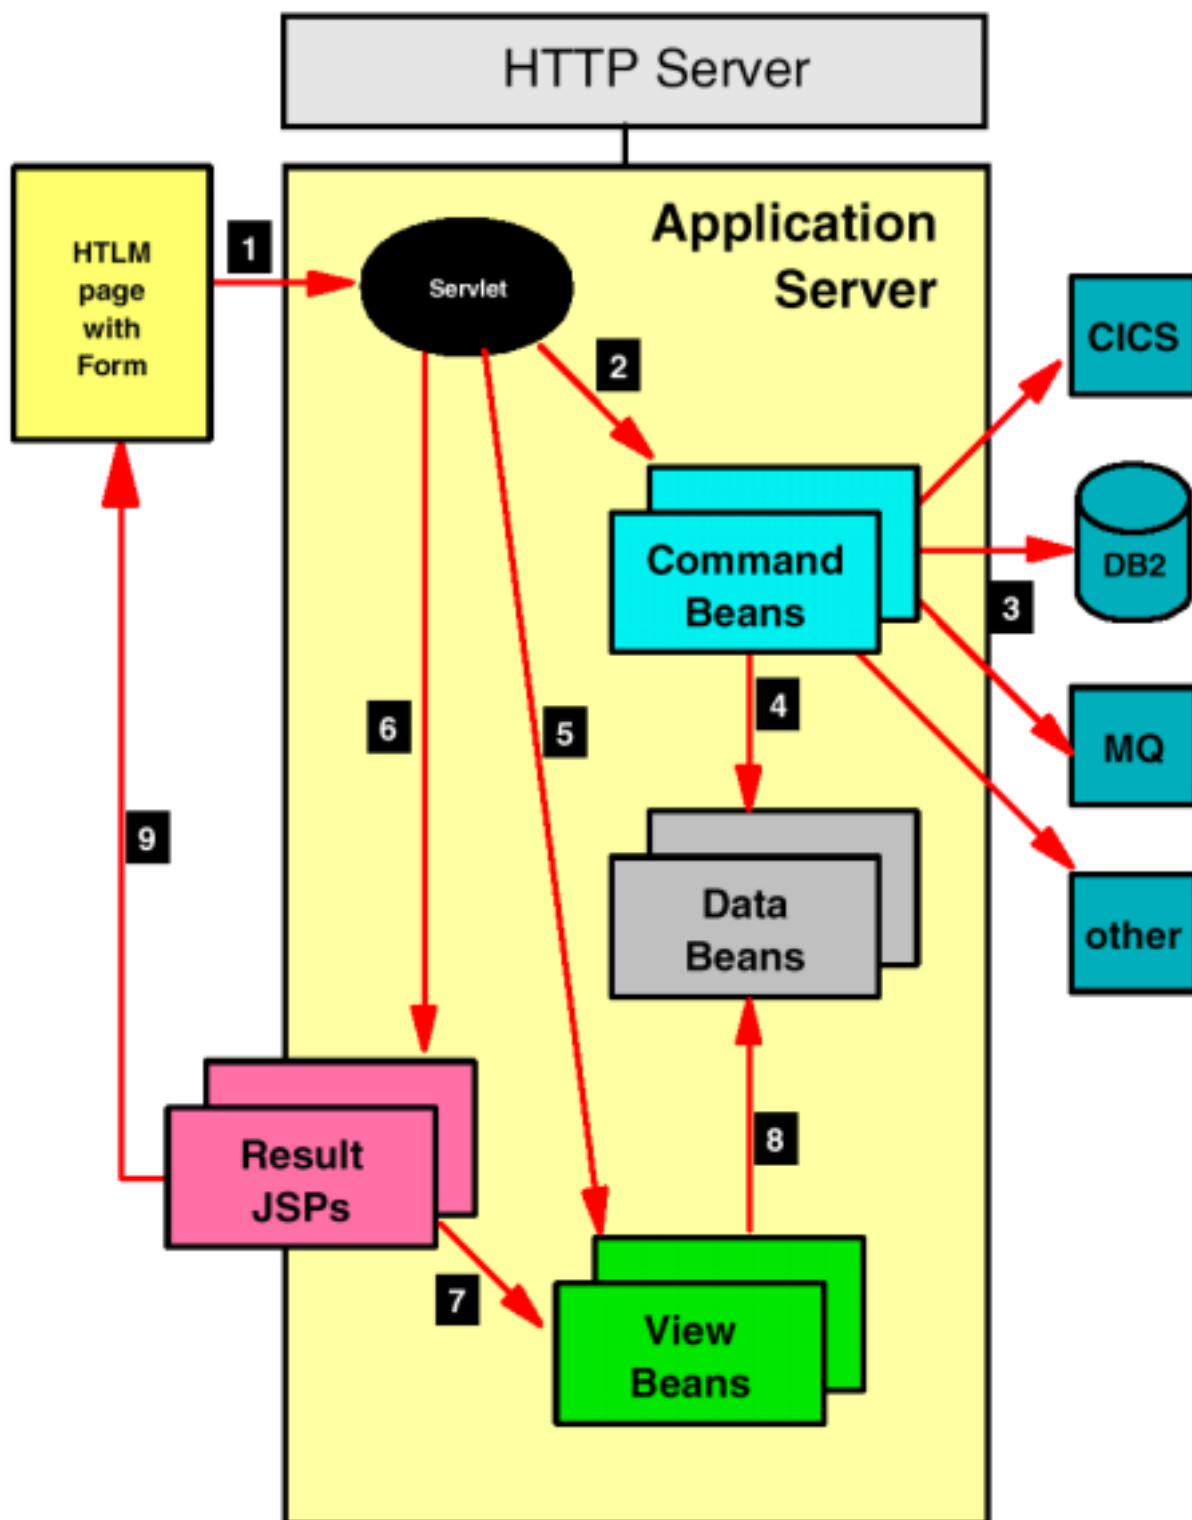 HTTP Server
Application
Server
HTLM
page
with
Form
1
Servlet
2
CICS
Command
Beans
DB2
3
4
MQ
6
5
9
Data
Beans
other
Result
JSPs
8
7
View
Beans